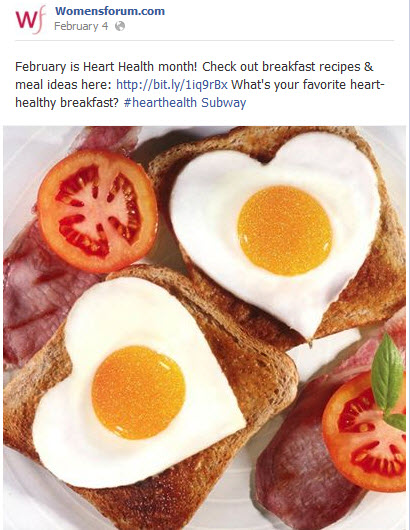 Wf Womensforum.com
February 4
February is Heart Health month! Check out breakfast recipes &
meal ideas here: http://bit.ly/1iq9rBx What's your favorite heart-
healthy breakfast? #hearthealth Subway